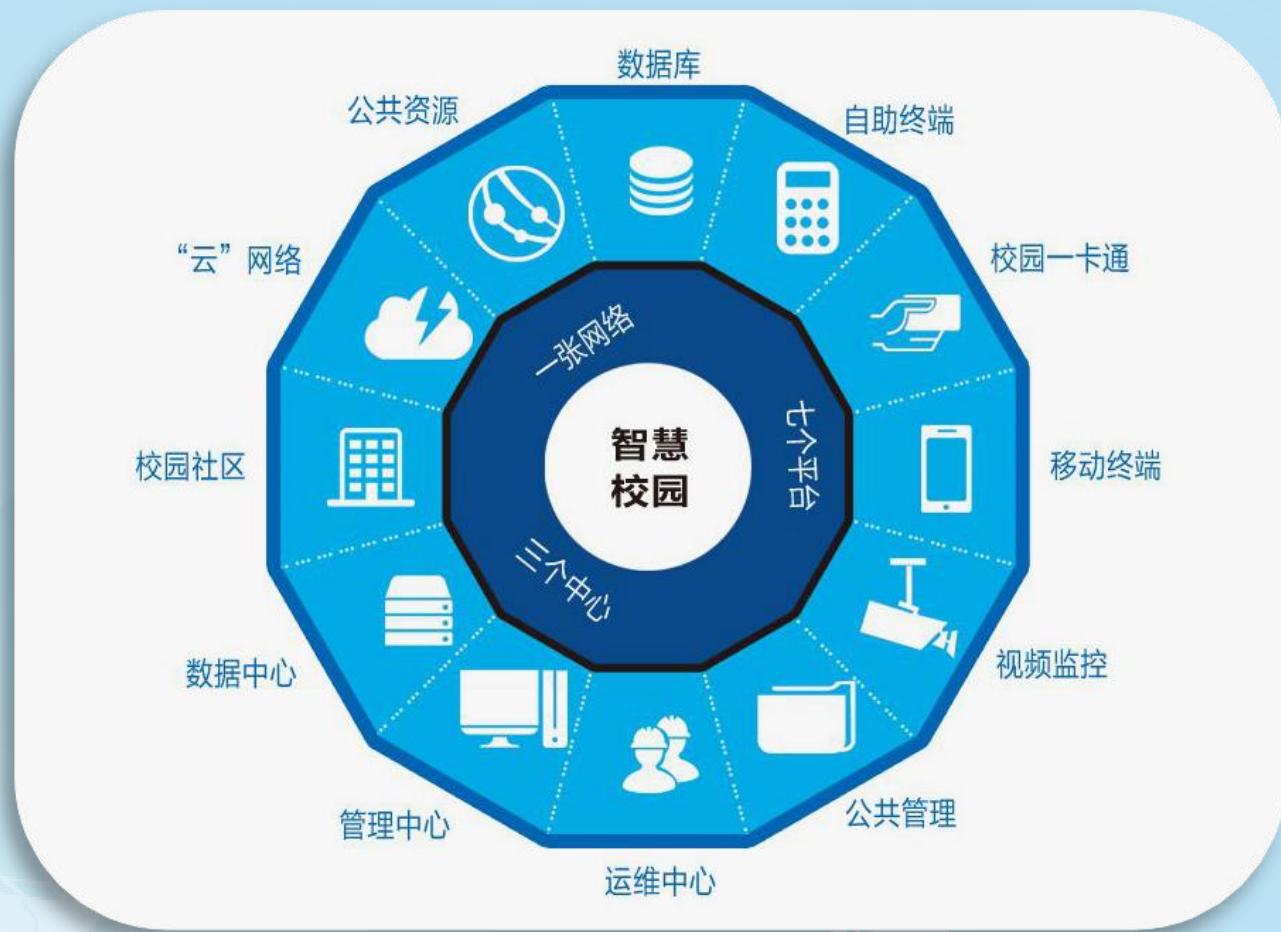 数据库
公共资源
自助终端
“云”网络
校园一卡通
一张网络
七个平台
智慧
校园
校园社区
移动终端
三个中心
数据中心
视频监控
管理中心
公共管理
运维中心